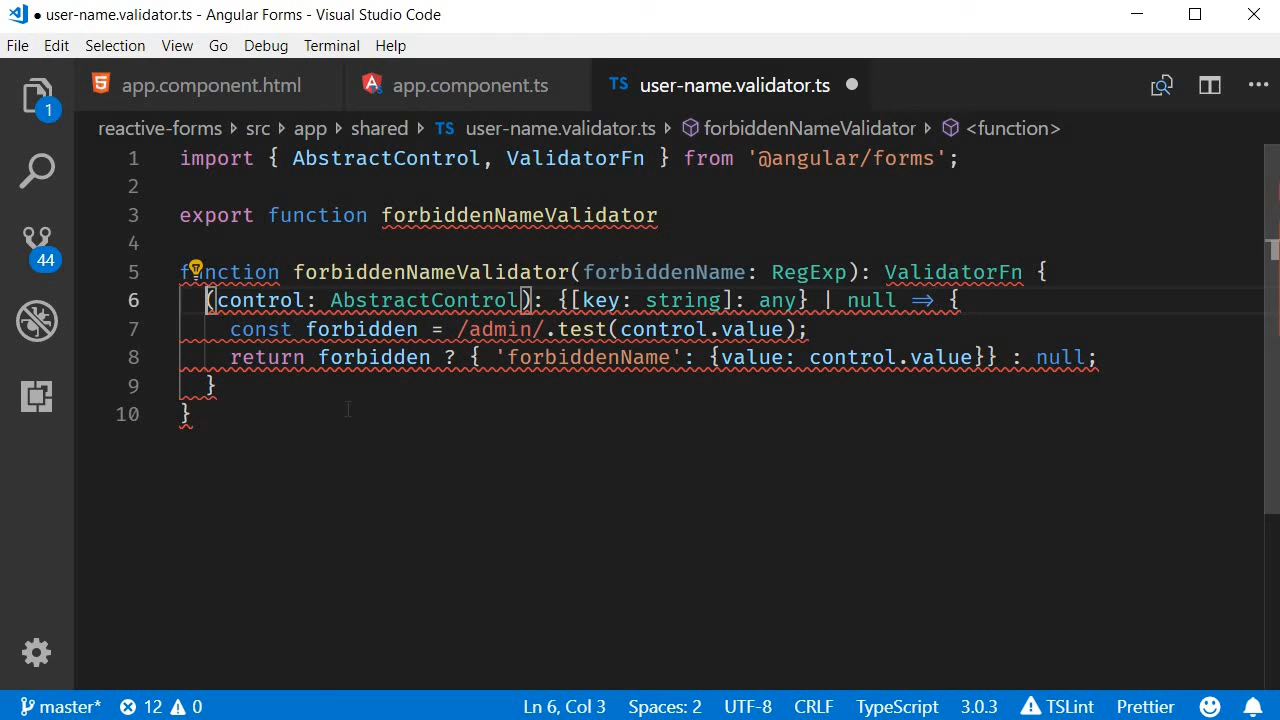 ● user-name.validator.ts - Angular Forms - Visual Studio Code
File Edit Selection View Go Debug Terminal Help
app.component.html app.component.ts TS user-name.validator.ts ●
reactive-forms ▸ src ▸ app ▸ shared ▸ TS user-name.validator.ts ▸ forbiddenNameValidator ▸ <function>
1 import { AbstractControl, ValidatorFn } from '@angular/forms';
2
3 export function forbiddenNameValidator
4
5 function forbiddenNameValidator(forbiddenName: RegExp): ValidatorFn {
6 (control: AbstractControl): {[key: string]: any} | null => {
7 const forbidden = /admin/.test(control.value);
8 return forbidden ? { 'forbiddenName': {value: control.value}} : null;
9 }
10 }
1
44
master* 12 0 Ln 6, Col 3 Spaces: 2 UTF-8 CRLF TypeScript 3.0.3 TSLint Prettier